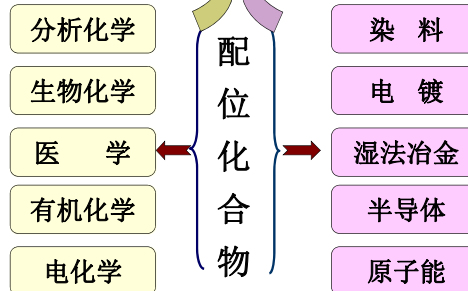 分析化学
生物化学
医 学
有机化学
电化学
配位化合物
染 料
电 镀
湿法冶金
半导体
原子能